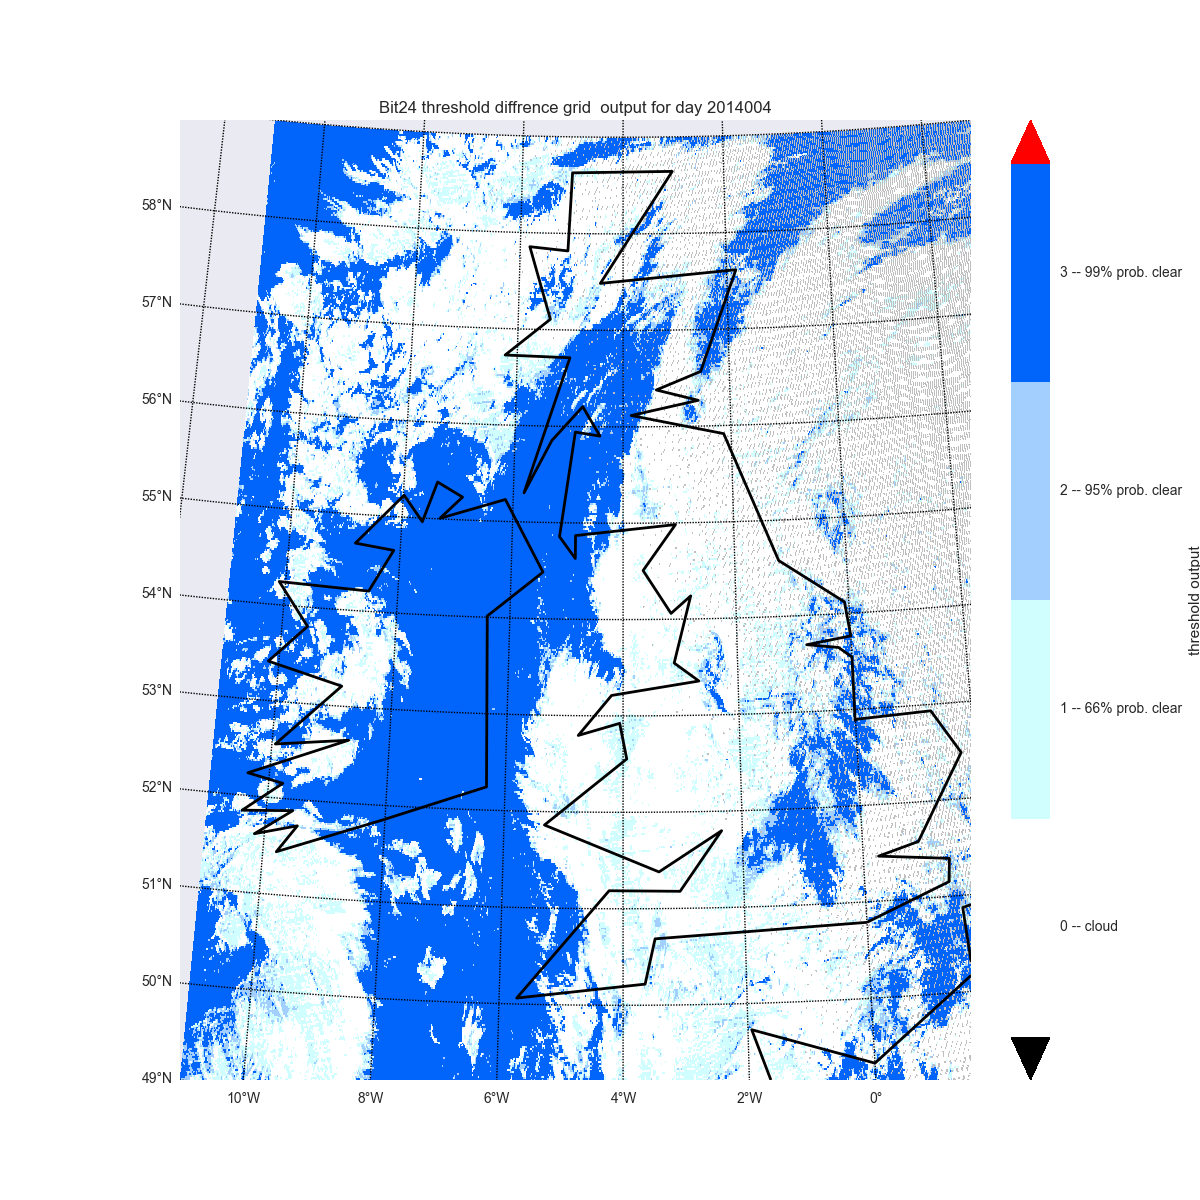 Bit24 threshold diffrence grid  output for day 2014004
58°N
57°N
56°N
55°N
54°N
53°N
52°N
51°N
50°N
49°N
10°W
8°W
6°W
4°W
2°W
0°
3 -- 99% prob. clear
2 -- 95% prob. clear
1 -- 66% prob. clear
0 -- cloud
threshold output